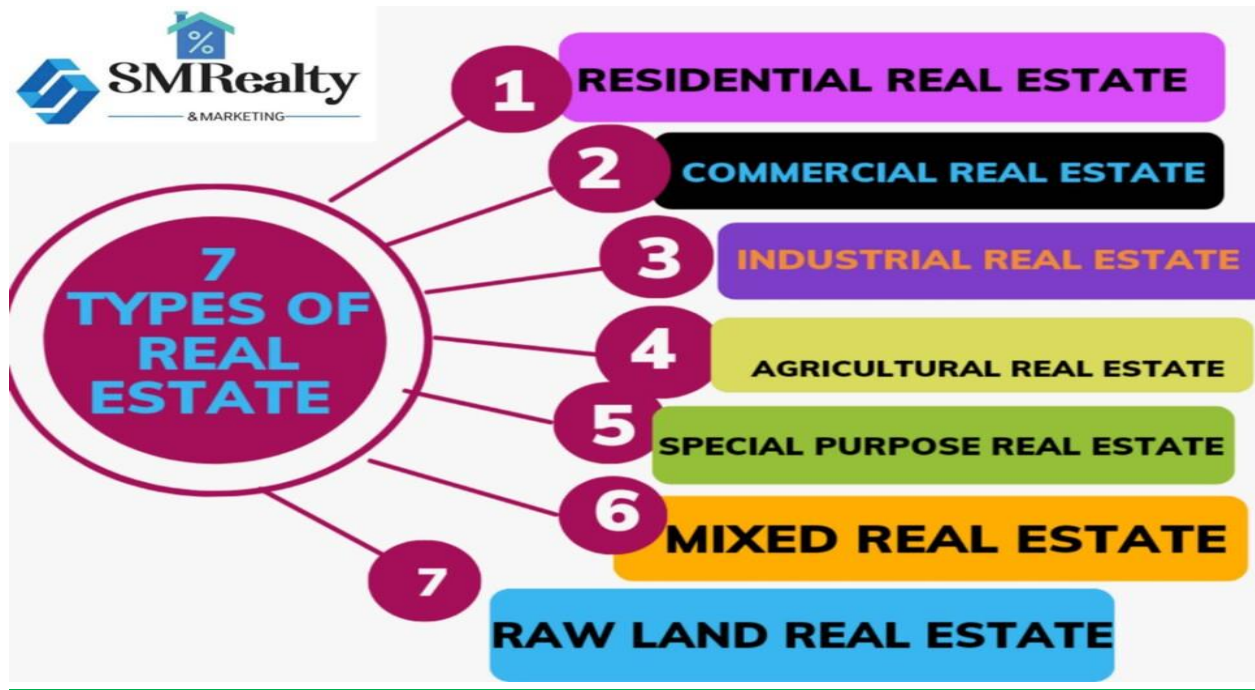 %
SMRealty
& MARKETING
7
TYPES OF
REAL
ESTATE
1
RESIDENTIAL REAL ESTATE
2
COMMERCIAL REAL ESTATE
3
INDUSTRIAL REAL ESTATE
4
AGRICULTURAL REAL ESTATE
5
SPECIAL PURPOSE REAL ESTATE
6
MIXED REAL ESTATE
7
RAW LAND REAL ESTATE